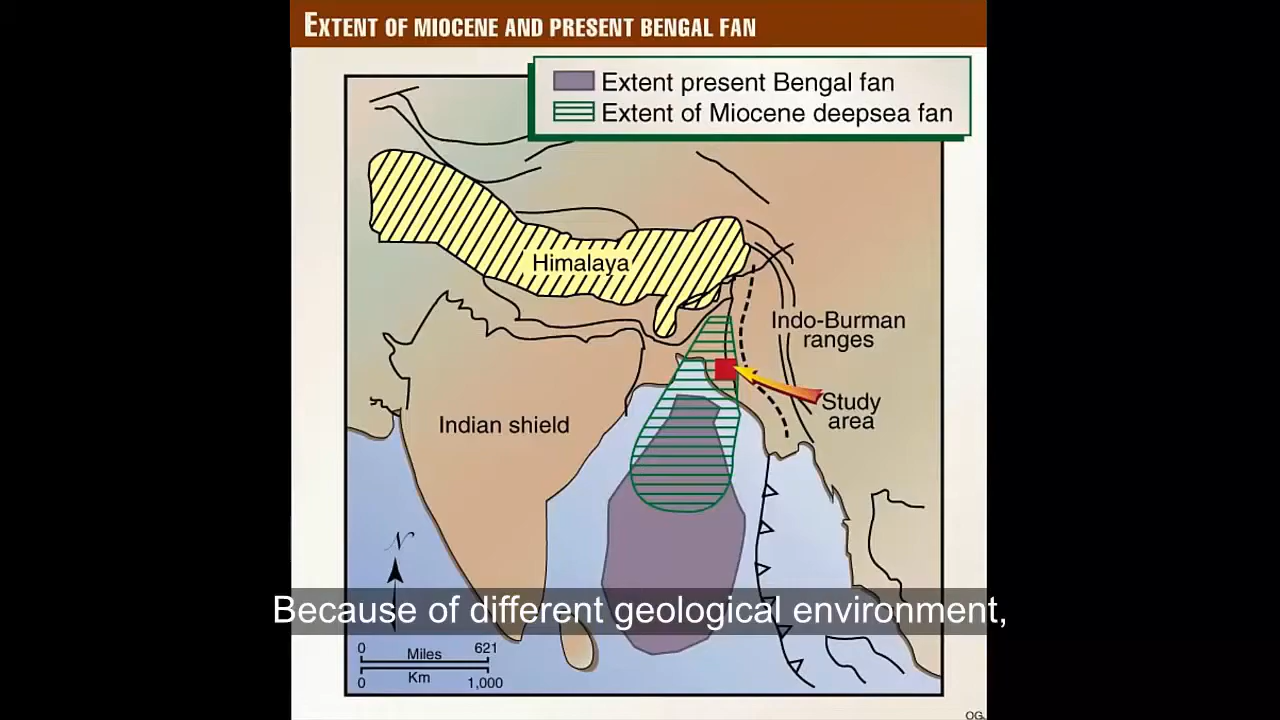 EXTENT OF MIOCENE AND PRESENT BENGAL FAN
Extent present Bengal fan
Extent of Miocene deepsea fan
Himalaya
Indo-Burman
ranges
Study
area
Indian shield
N
Because of different geological environment,
0 Miles 621
0 Km 1,000
OGJ